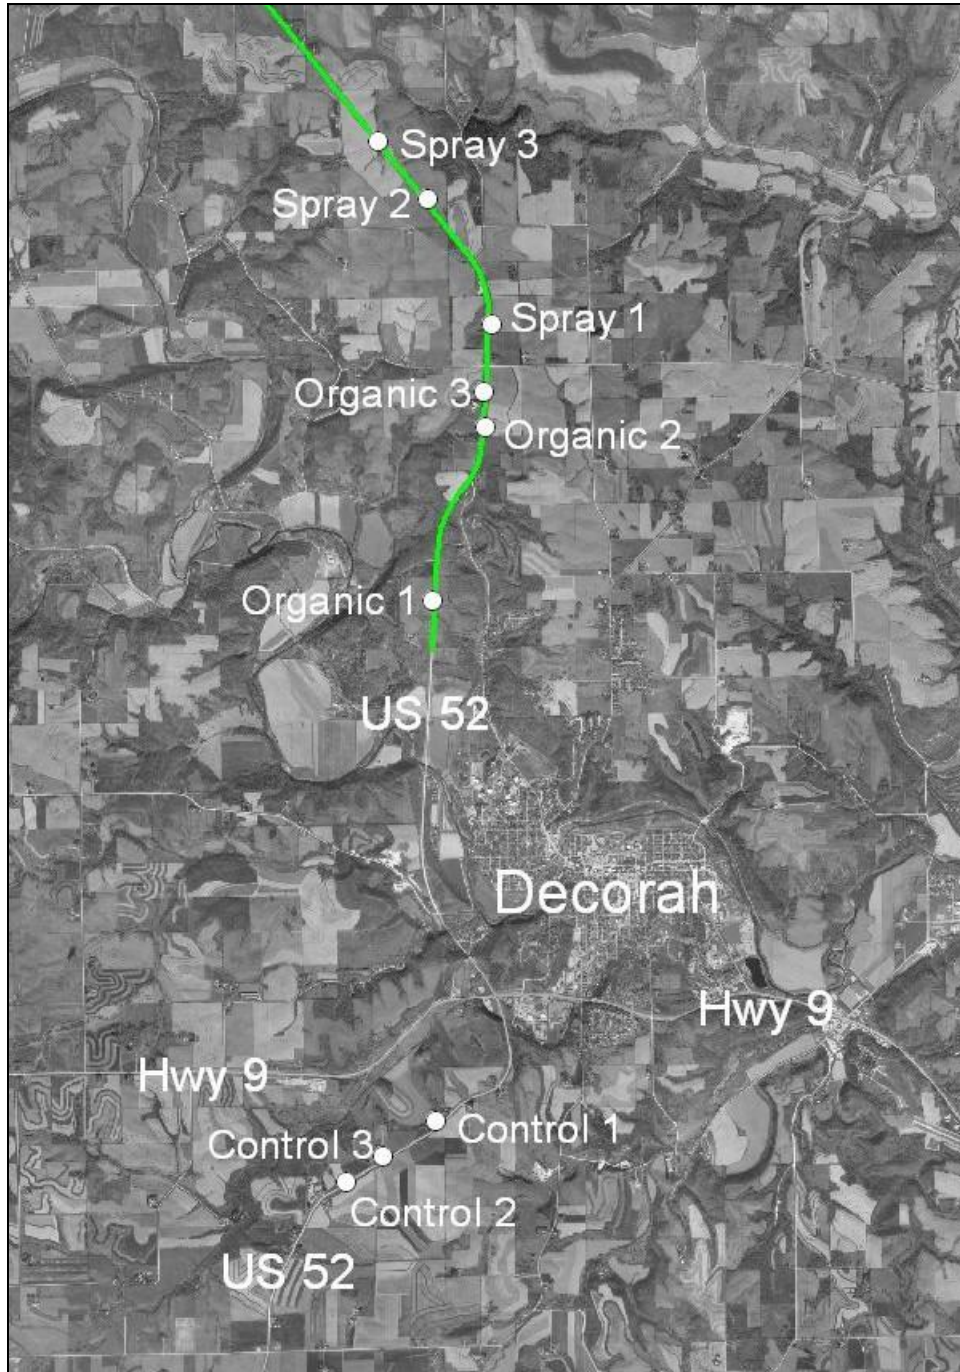 Spray 3
Spray 2
Spray 1
Organic 3
Organic 2
Organic 1
US 52
Decorah
Hwy 9
Hwy 9
Control 1
Control 3
Control 2
US 52